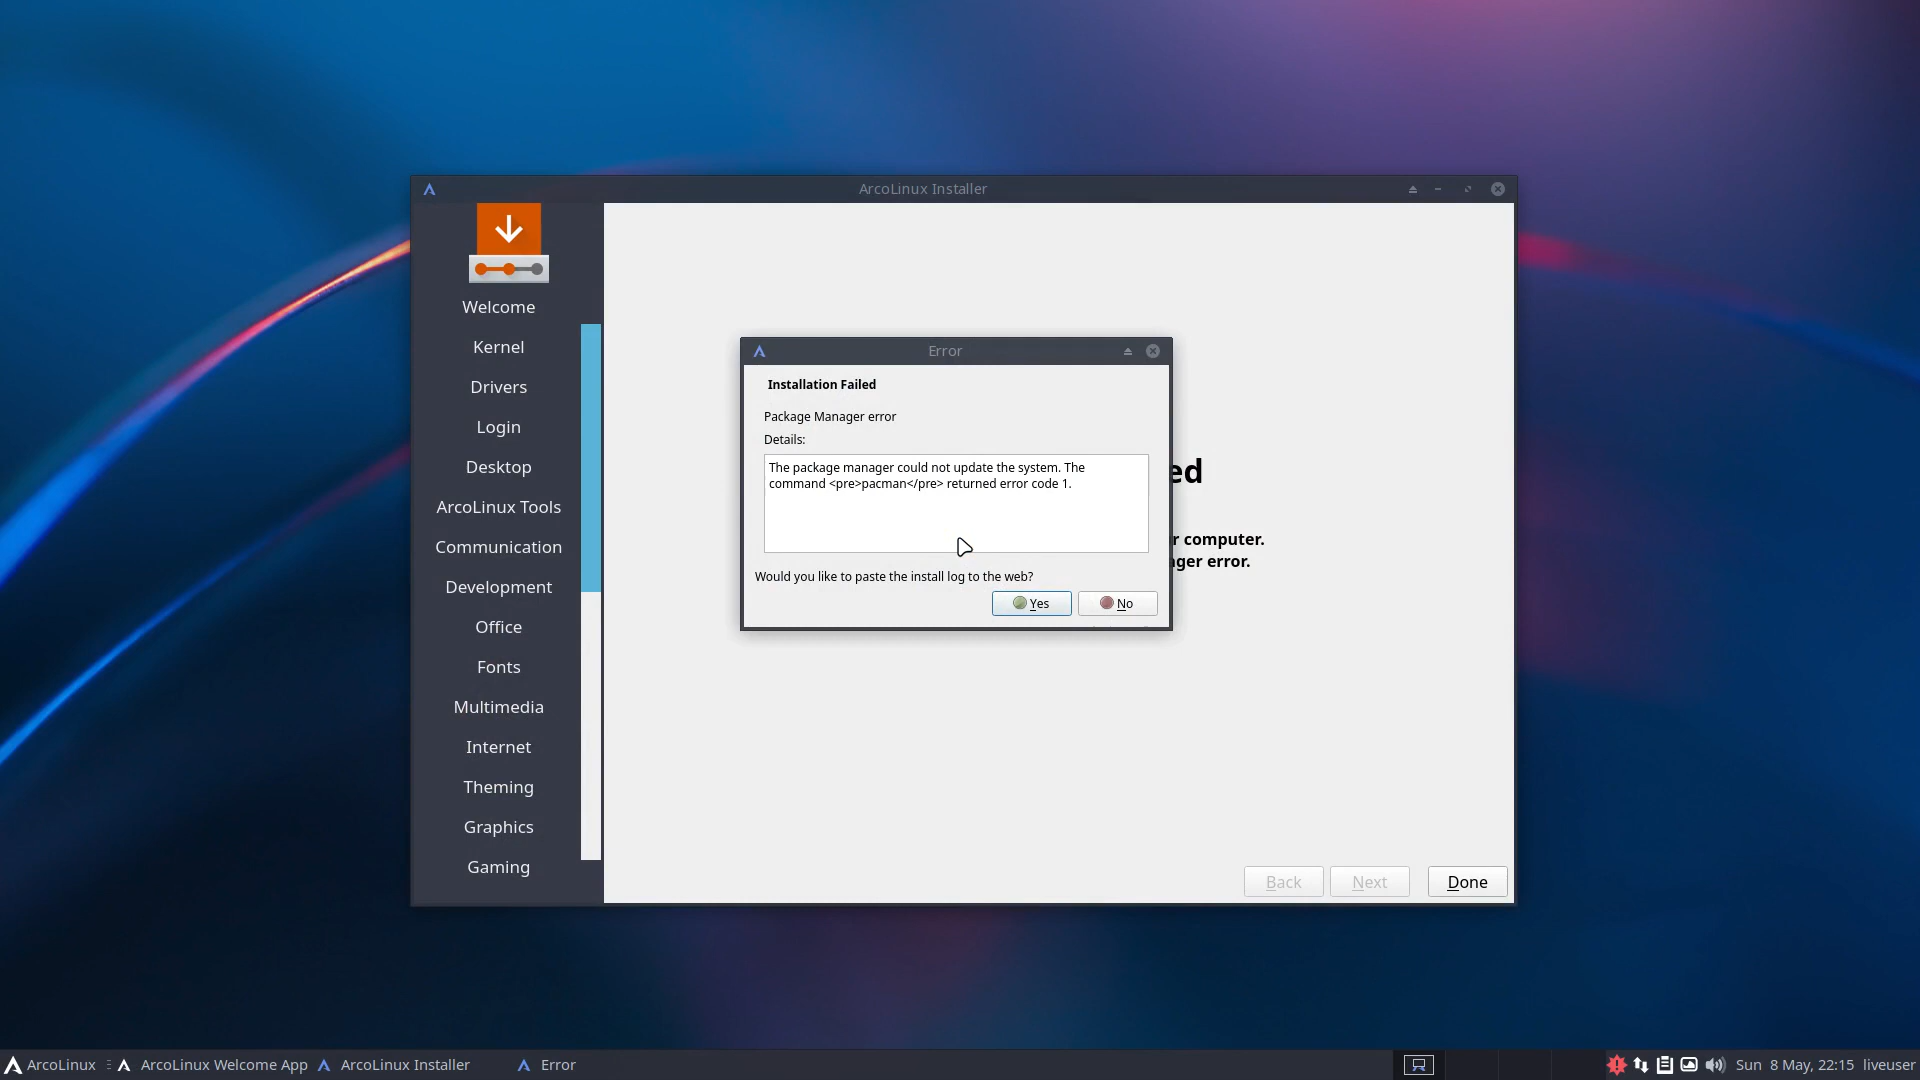 ArcoLinux Installer
Welcome
Kernel
Drivers
Login
Desktop
ArcoLinux Tools
Communication
Development
Office
Fonts
Multimedia
Internet
Theming
Graphics
Gaming
Error
Installation Failed
Package Manager error
Details:
The package manager could not update the system. The
command <pre>pacman</pre> returned error code 1.
Would you like to paste the install log to the web?
Yes
No
ed
r computer.
ger error.
Back
Next
Done
ArcoLinux
ArcoLinux Welcome App
ArcoLinux Installer
Error
Sun 8 May, 22:15 liveuser